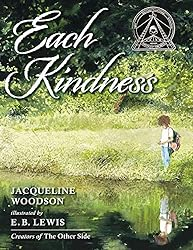 Each
Kindness
JACQUELINE
WOODSON
illustrated by
E. B. LEWIS
Creators of The Other Side